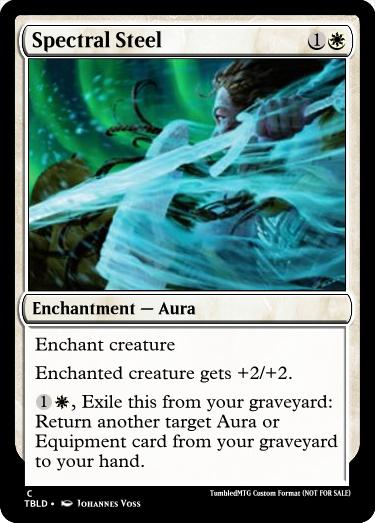 Spectral Steel 1
Enchantment — Aura
Enchant creature
Enchanted creature gets +2/+2.
1, Exile this from your graveyard:
Return another target Aura or
Equipment card from your graveyard
to your hand.
C
TBLD • Johannes Voss
TumbledMTG Custom Format (NOT FOR SALE)